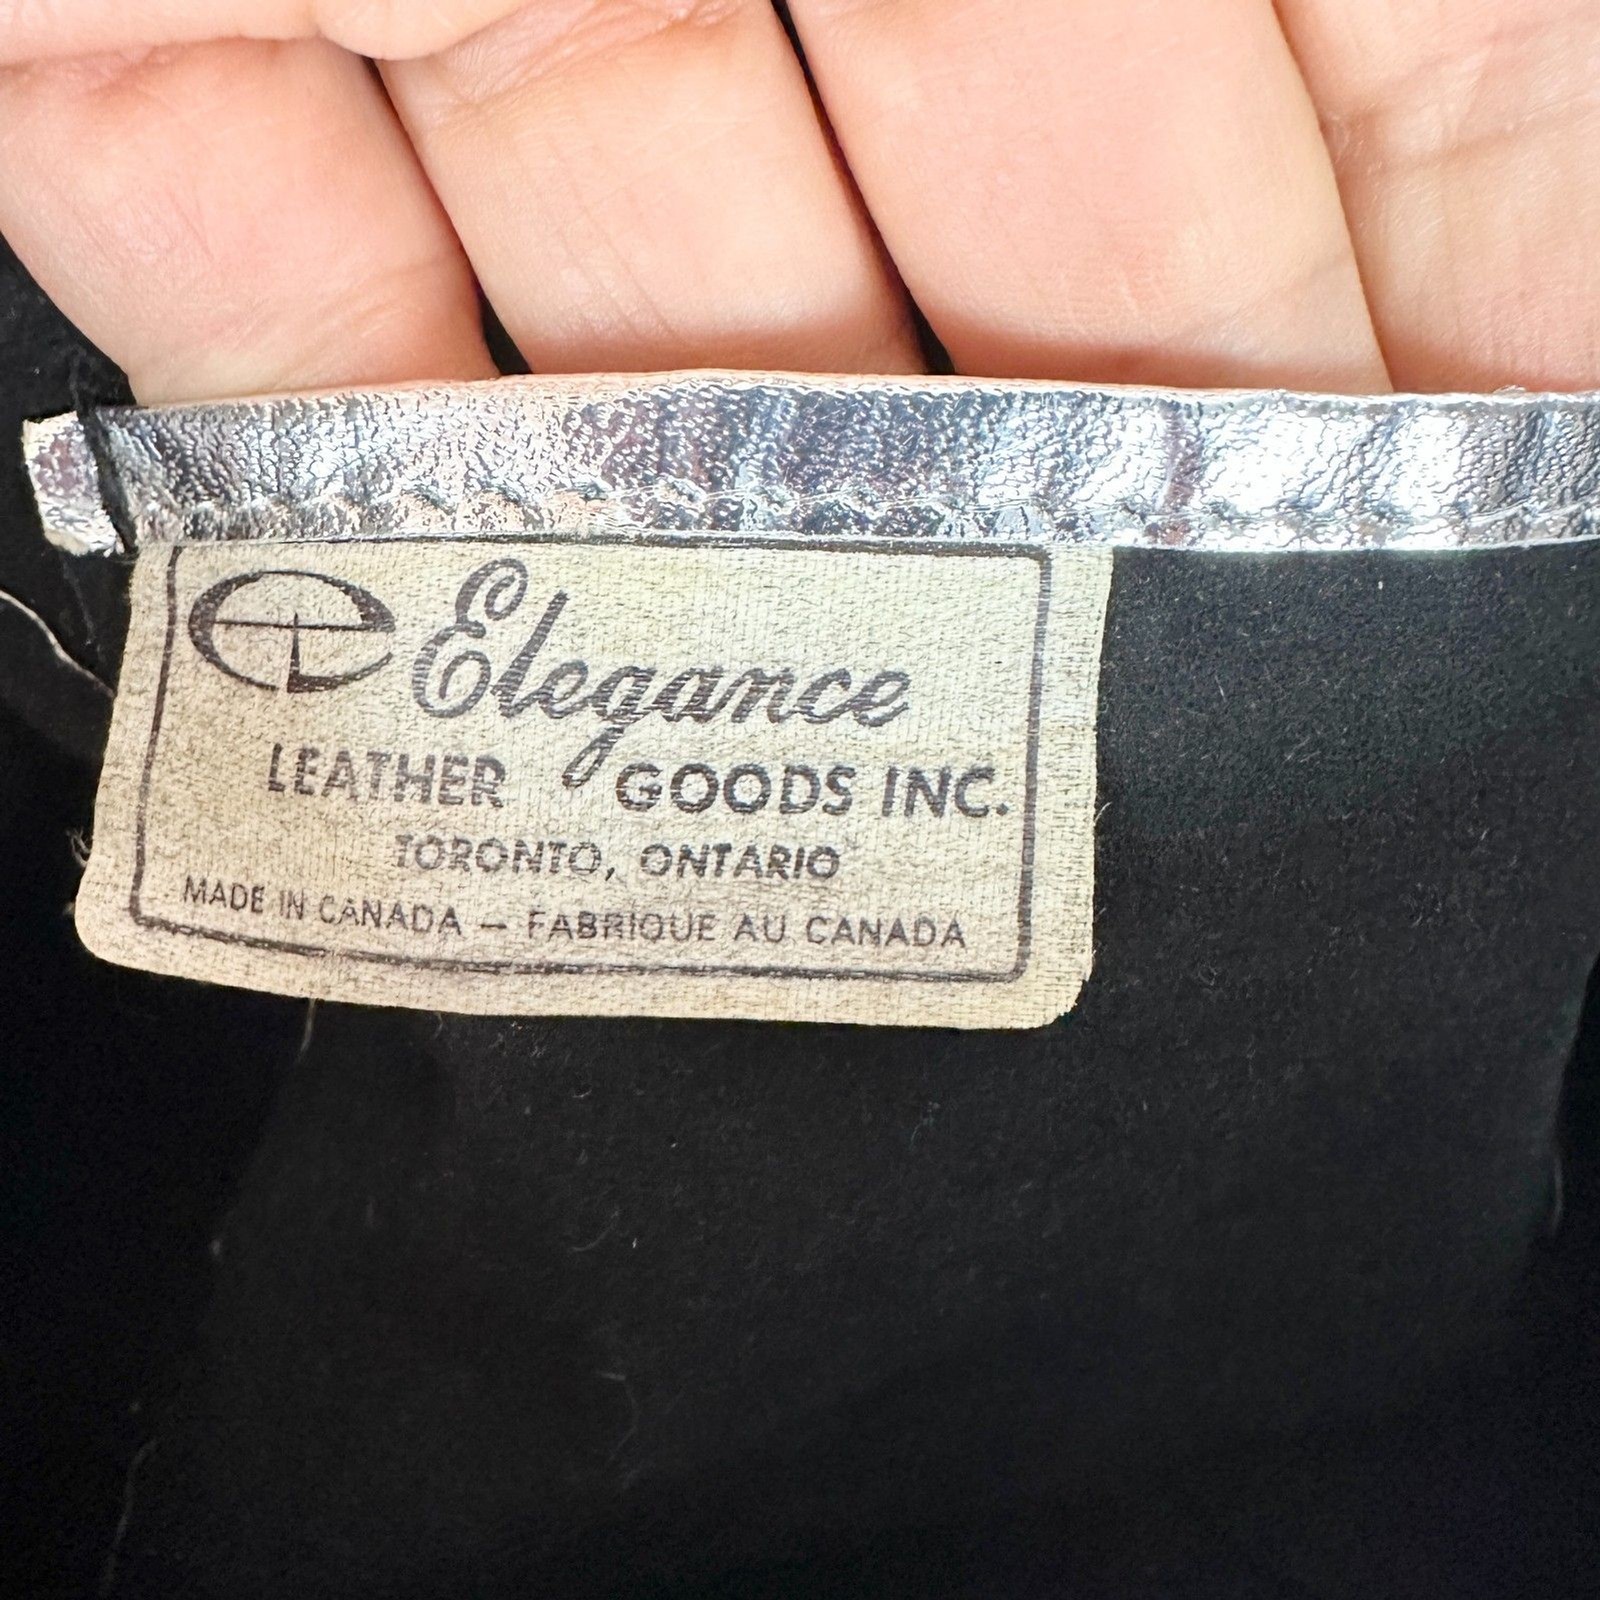 Elegance
LEATHER GOODS INC.
TORONTO, ONTARIO
MADE IN CANADA — FABRIQUE AU CANADA